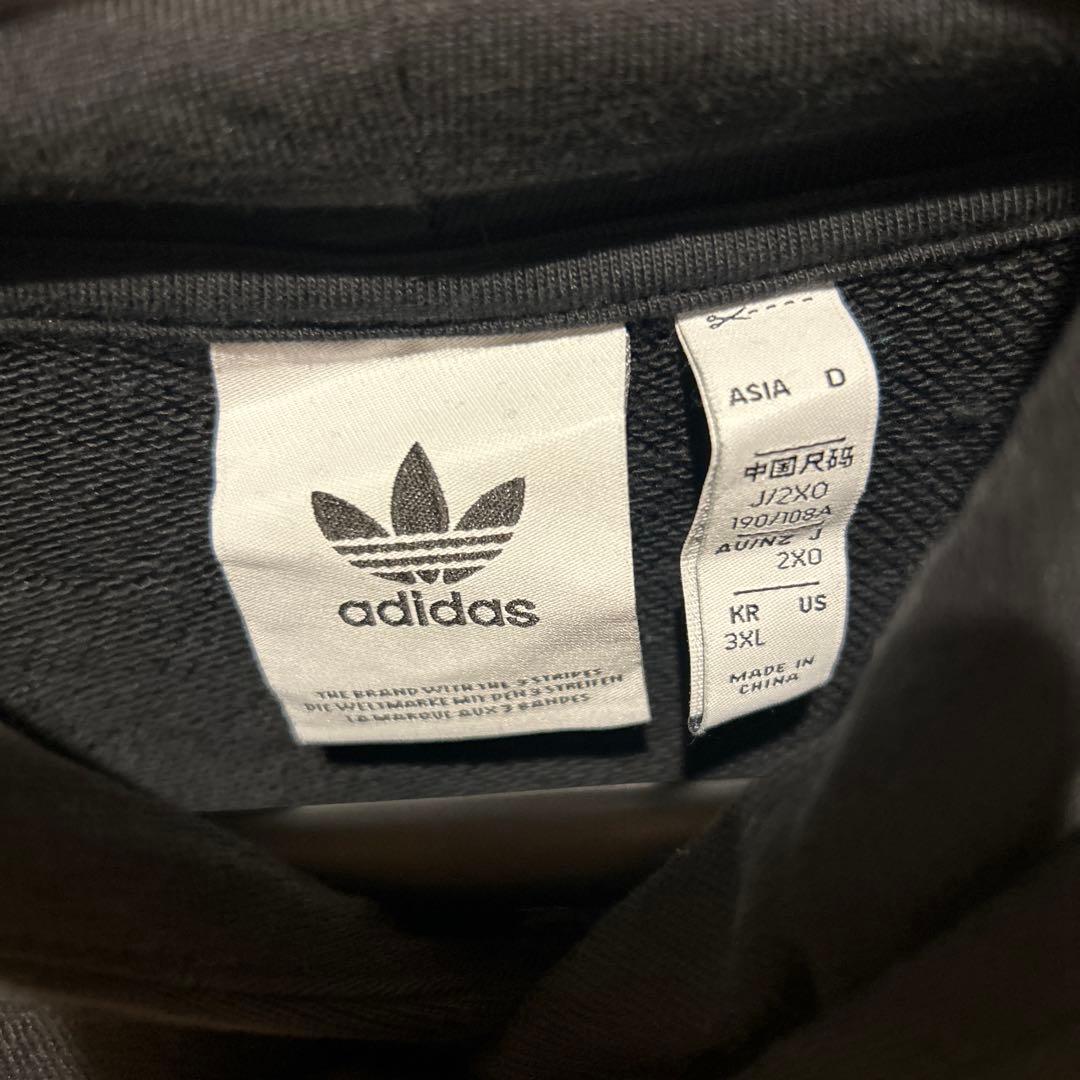 adidas
THE BRAND WITH THE 3 STRIPES
DIE WELTMARKE MIT DEN 3 STREIFEN
LA MARQUE AUX 3 BANDES
ASIA D
中国尺码
J/2XO
190/108A
AU/NZ J
2XO
KR US
3XL
MADE IN
CHINA